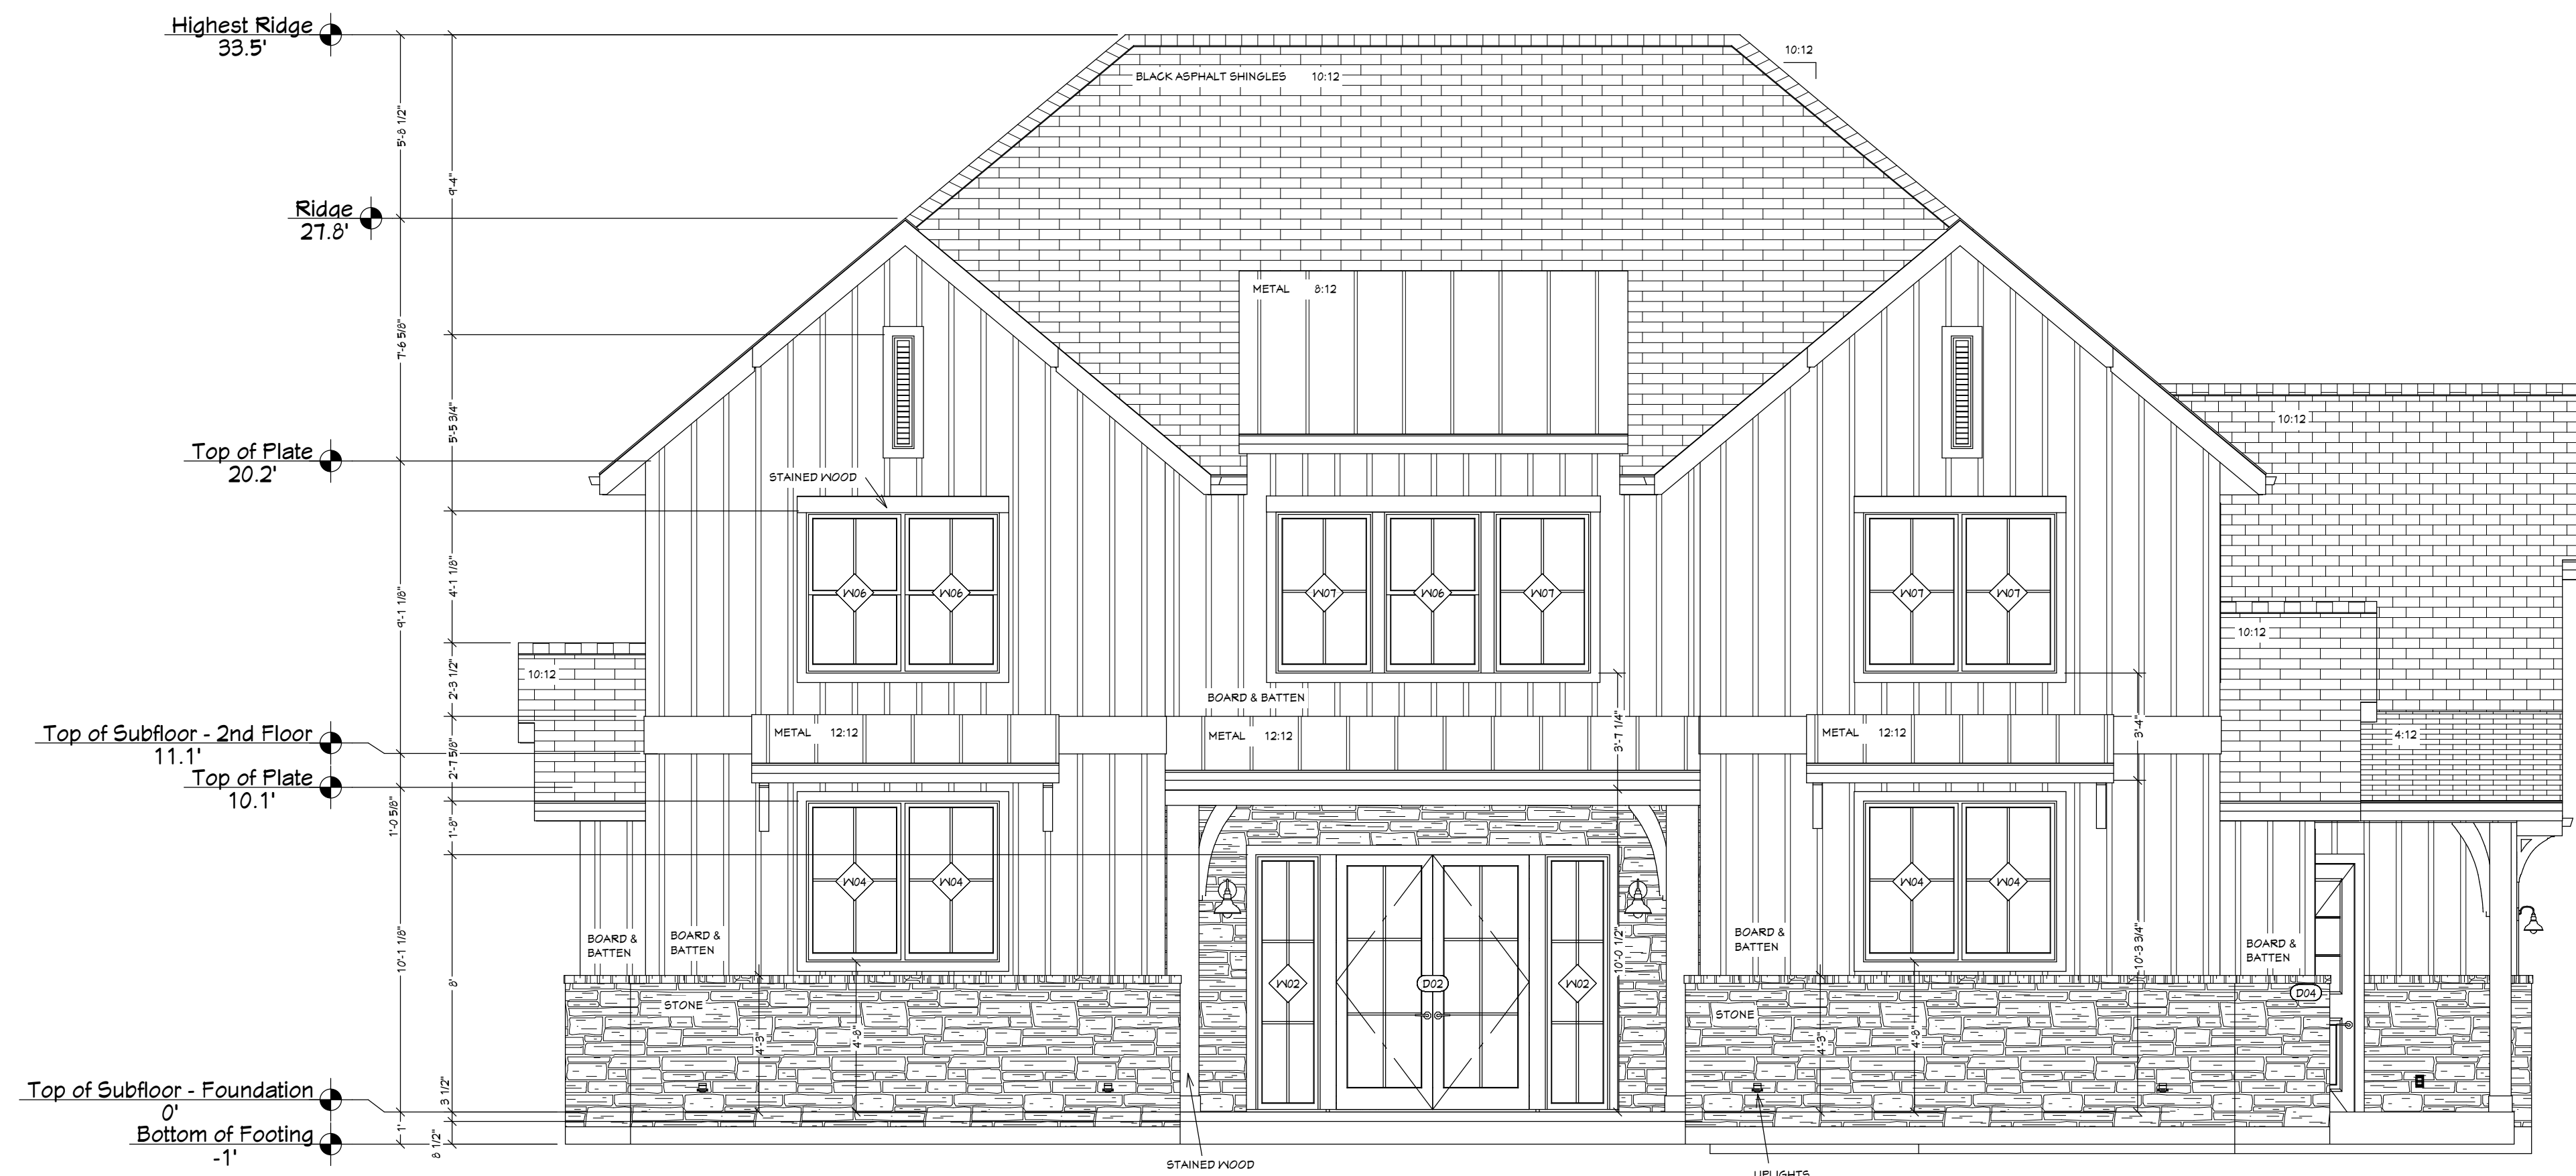 Highest Ridge
33.5'
10:12
BLACK ASPHALT SHINGLES 10:12
5'-8 1/2"
9'-4"
Ridge
27.8'
METAL 8:12
7'-6 5/8"
5'-5 3/4"
10:12
Top of Plate
20.2'
STAINED WOOD
9'-1 1/8"
4'-1 1/8"
W06
W06
W07
W06
W07
W07
W07
10:12
10:12
2'-3 1/2"
BOARD & BATTEN
Top of Subfloor - 2nd Floor
11.1'
METAL 12:12
METAL 12:12
METAL 12:12
4:12
3'-7 1/4"
3'-4"
2'-7 5/8"
Top of Plate
10.1'
1'-0 5/8"
1'-8"
W04
W04
W04
W04
BOARD &
BATTEN
BOARD &
BATTEN
BOARD &
BATTEN
BOARD &
BATTEN
10'-1 1/8"
8'
10'-0 1/2"
10'-3 3/4"
W02
D02
W02
D04
STONE
STONE
4'-3"
4'-8"
4'-3"
4'-8"
Top of Subfloor - Foundation
0'
3 1/2"
Bottom of Footing
-1'
1'
8 1/2"
STAINED WOOD
UPLIGHTS